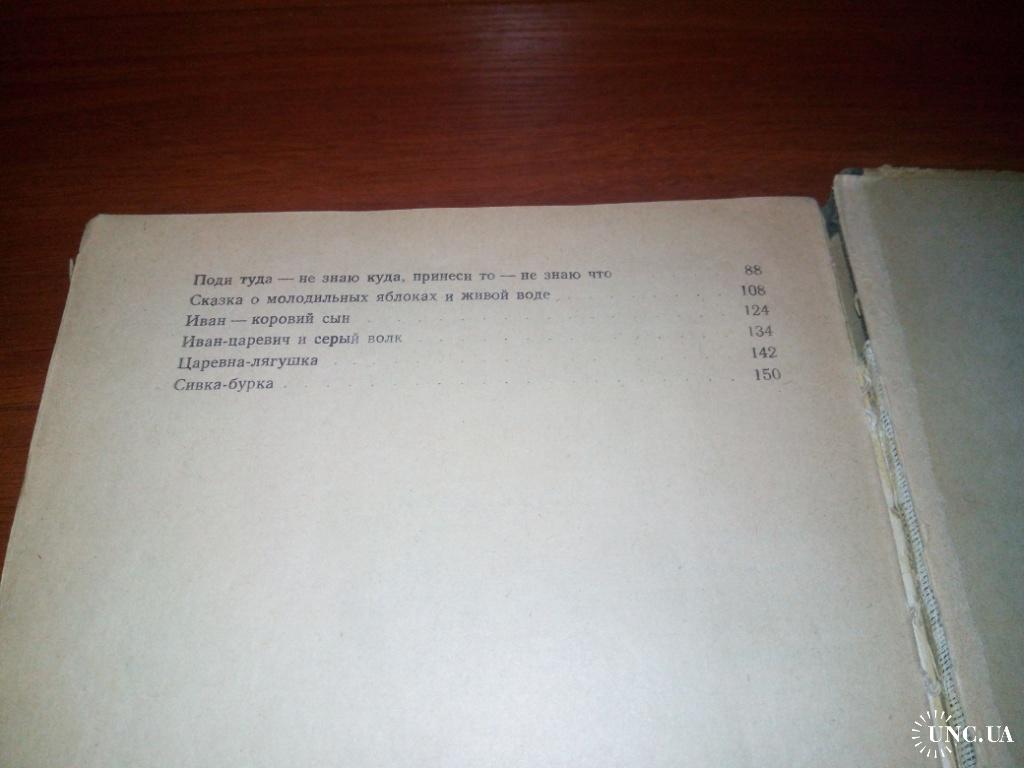 Поди туда — не знаю куда, принеси то — не знаю что 88
Сказка о молодильных яблоках и живой воде 108
Иван — коровий сын 124
Иван-царевич и серый волк 134
Царевна-лягушка 142
Сивка-бурка 150
UNC.UA